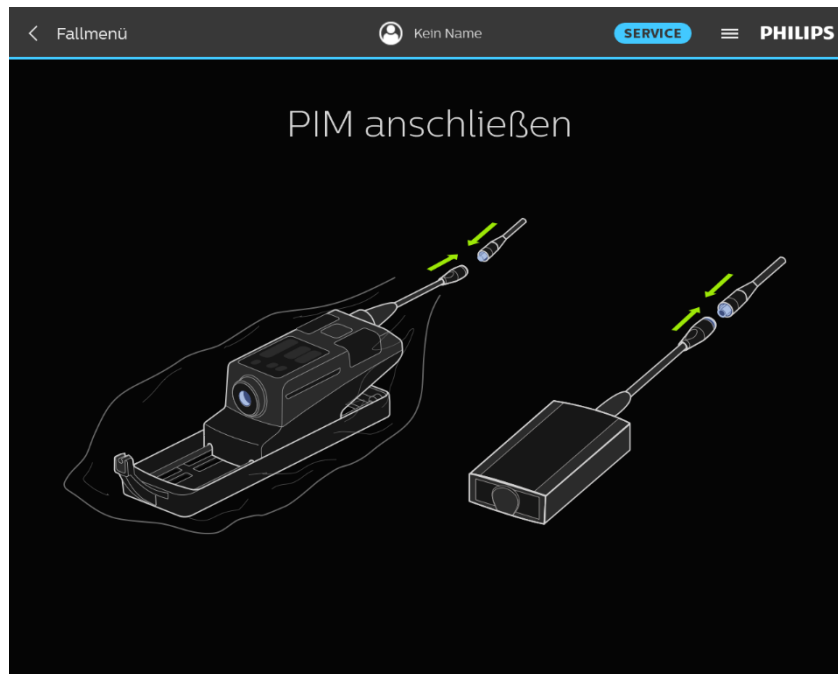 Fallmenü
Kein Name
SERVICE
PHILIPS
PIM anschließen